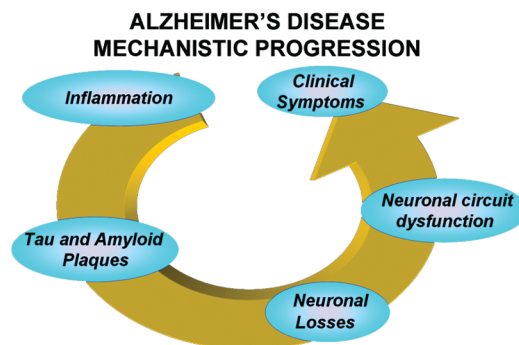 ALZHEIMER'S DISEASE
MECHANISTIC PROGRESSION
Inflammation
Clinical
Symptoms
Tau and Amyloid
Plaques
Neuronal circuit
dysfunction
Neuronal
Losses